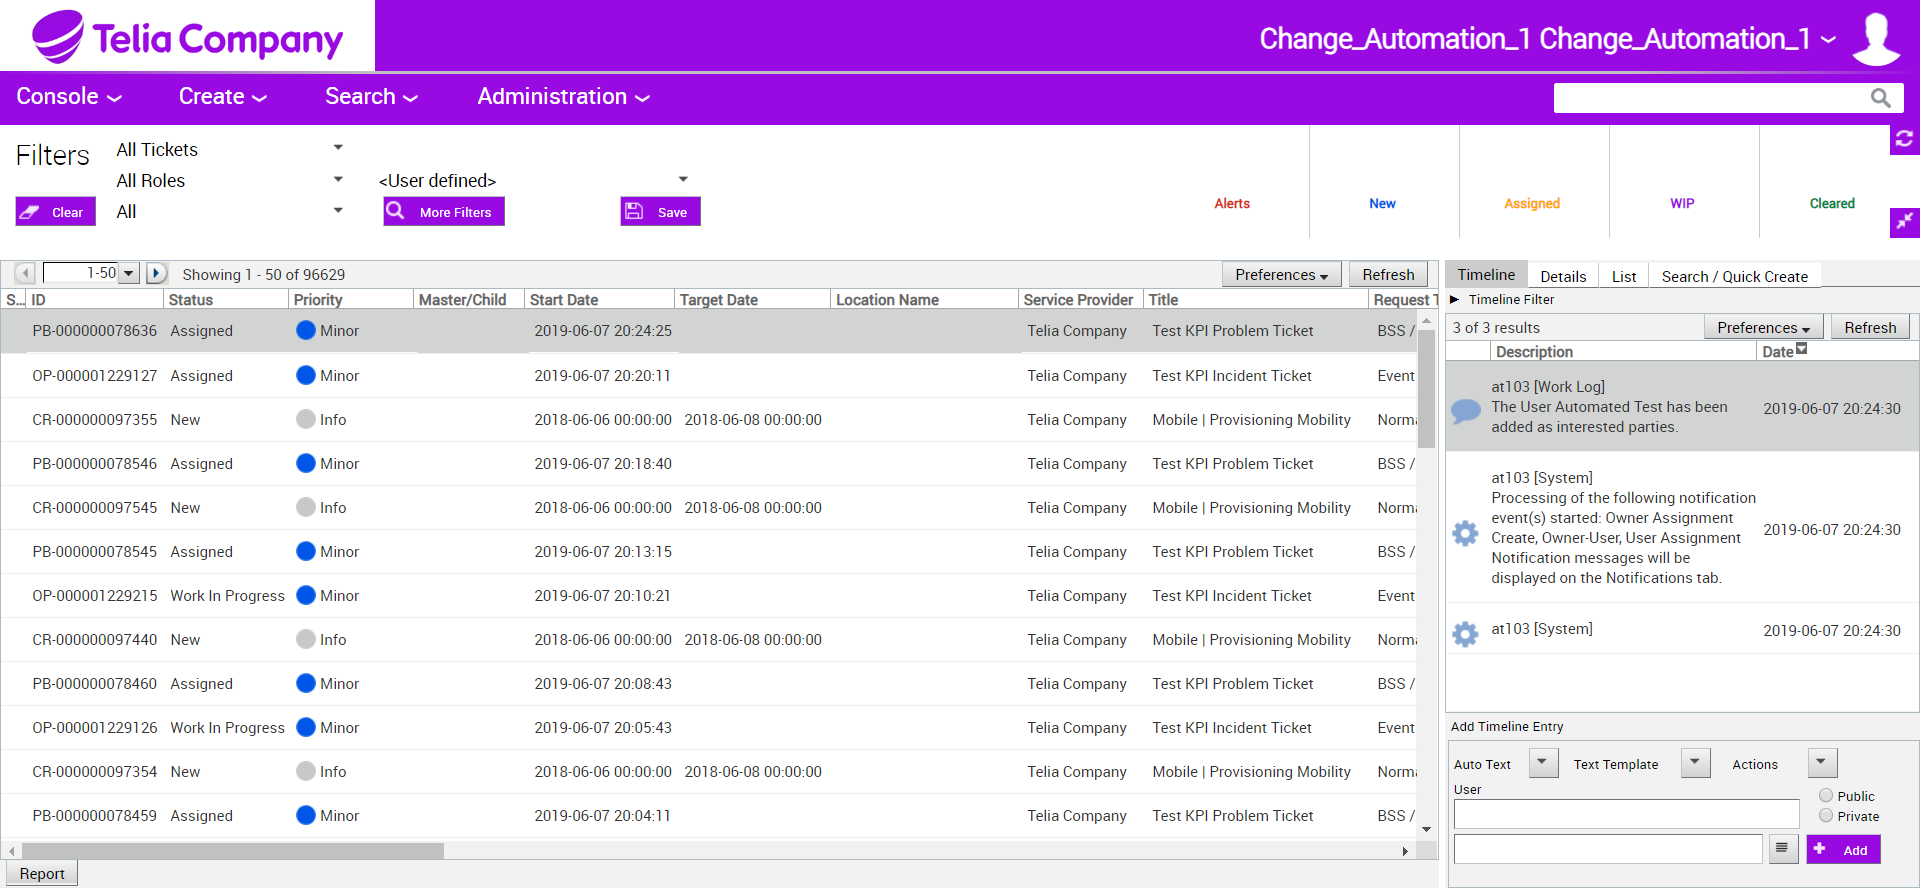 Telia Company
Change_Automation_1 Change_Automation_1
Console
Create
Search
Administration
Filters
All Tickets
All Roles
<User defined>
Clear
All
More Filters
Save
Alerts
New
Assigned
WIP
Cleared
1-50
Showing 1 - 50 of 96629
Preferences
Refresh
S... ID Status Priority Master/Child Start Date Target Date Location Name Service Provider Title Request T
PB-000000078636 Assigned Minor 2019-06-07 20:24:25 Telia Company Test KPI Problem Ticket BSS /
OP-000001229127 Assigned Minor 2019-06-07 20:20:11 Telia Company Test KPI Incident Ticket Event
CR-000000097355 New Info 2018-06-06 00:00:00 2018-06-08 00:00:00 Telia Company Mobile | Provisioning Mobility Norma
PB-000000078546 Assigned Minor 2019-06-07 20:18:40 Telia Company Test KPI Problem Ticket BSS /
CR-000000097545 New Info 2018-06-06 00:00:00 2018-06-08 00:00:00 Telia Company Mobile | Provisioning Mobility Norma
PB-000000078545 Assigned Minor 2019-06-07 20:13:15 Telia Company Test KPI Problem Ticket BSS /
OP-000001229215 Work In Progress Minor 2019-06-07 20:10:21 Telia Company Test KPI Incident Ticket Event
CR-000000097440 New Info 2018-06-06 00:00:00 2018-06-08 00:00:00 Telia Company Mobile | Provisioning Mobility Norma
PB-000000078460 Assigned Minor 2019-06-07 20:08:43 Telia Company Test KPI Problem Ticket BSS /
OP-000001229126 Work In Progress Minor 2019-06-07 20:05:43 Telia Company Test KPI Incident Ticket Event
CR-000000097354 New Info 2018-06-06 00:00:00 2018-06-08 00:00:00 Telia Company Mobile | Provisioning Mobility Norma
PB-000000078459 Assigned Minor 2019-06-07 20:04:11 Telia Company Test KPI Problem Ticket BSS /
Report
Timeline Details List Search / Quick Create
Timeline Filter
3 of 3 results
Preferences
Refresh
Description Date
at103 [Work Log]
The User Automated Test has been
added as interested parties.
2019-06-07 20:24:30
at103 [System]
Processing of the following notification
event(s) started: Owner Assignment
Create, Owner-User, User Assignment
Notification messages will be
displayed on the Notifications tab.
2019-06-07 20:24:30
at103 [System]
2019-06-07 20:24:30
Add Timeline Entry
Auto Text
Text Template
Actions
User
Public
Private
Add